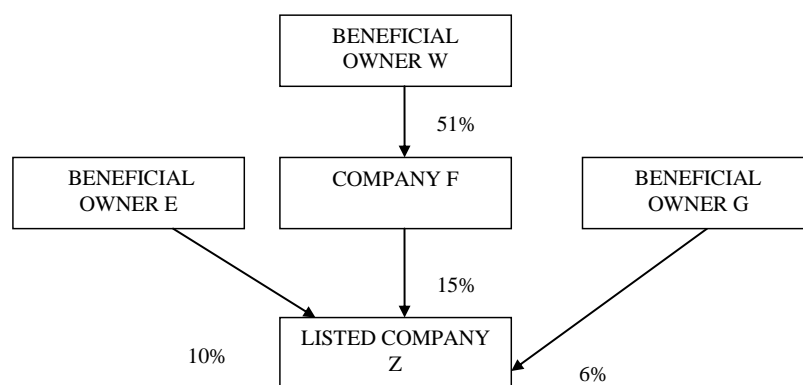 BENEFICIAL
OWNER W
51%
BENEFICIAL
OWNER E
COMPANY F
BENEFICIAL
OWNER G
15%
10%
LISTED COMPANY
Z
6%